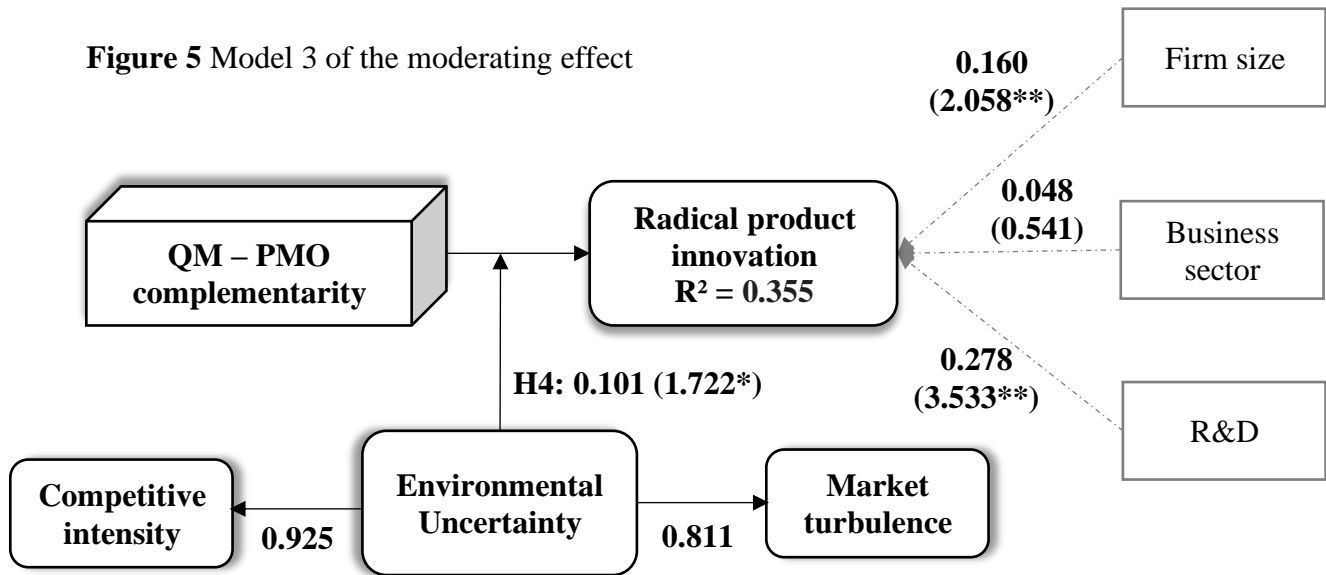 Figure 5 Model 3 of the moderating effect
0.160
(2.058**)
Firm size
QM – PMO
complementarity
Radical product
innovation
R² = 0.355
0.048
(0.541)
Business
sector
H4: 0.101 (1.722*)
0.278
(3.533**)
R&D
Competitive
intensity
0.925
Environmental
Uncertainty
0.811
Market
turbulence